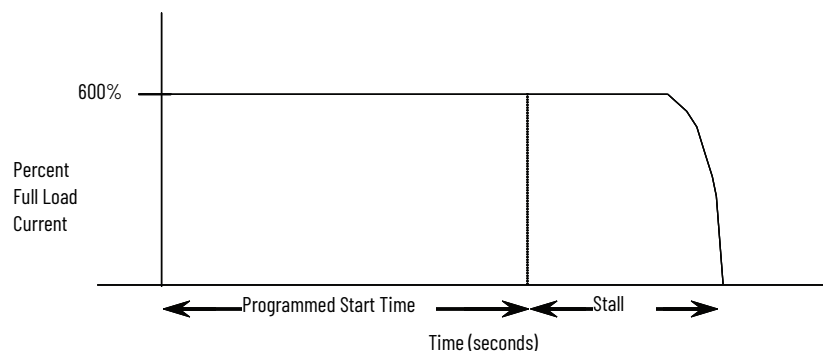 600%
Percent
Full Load
Current
Programmed Start Time
Stall
Time (seconds)